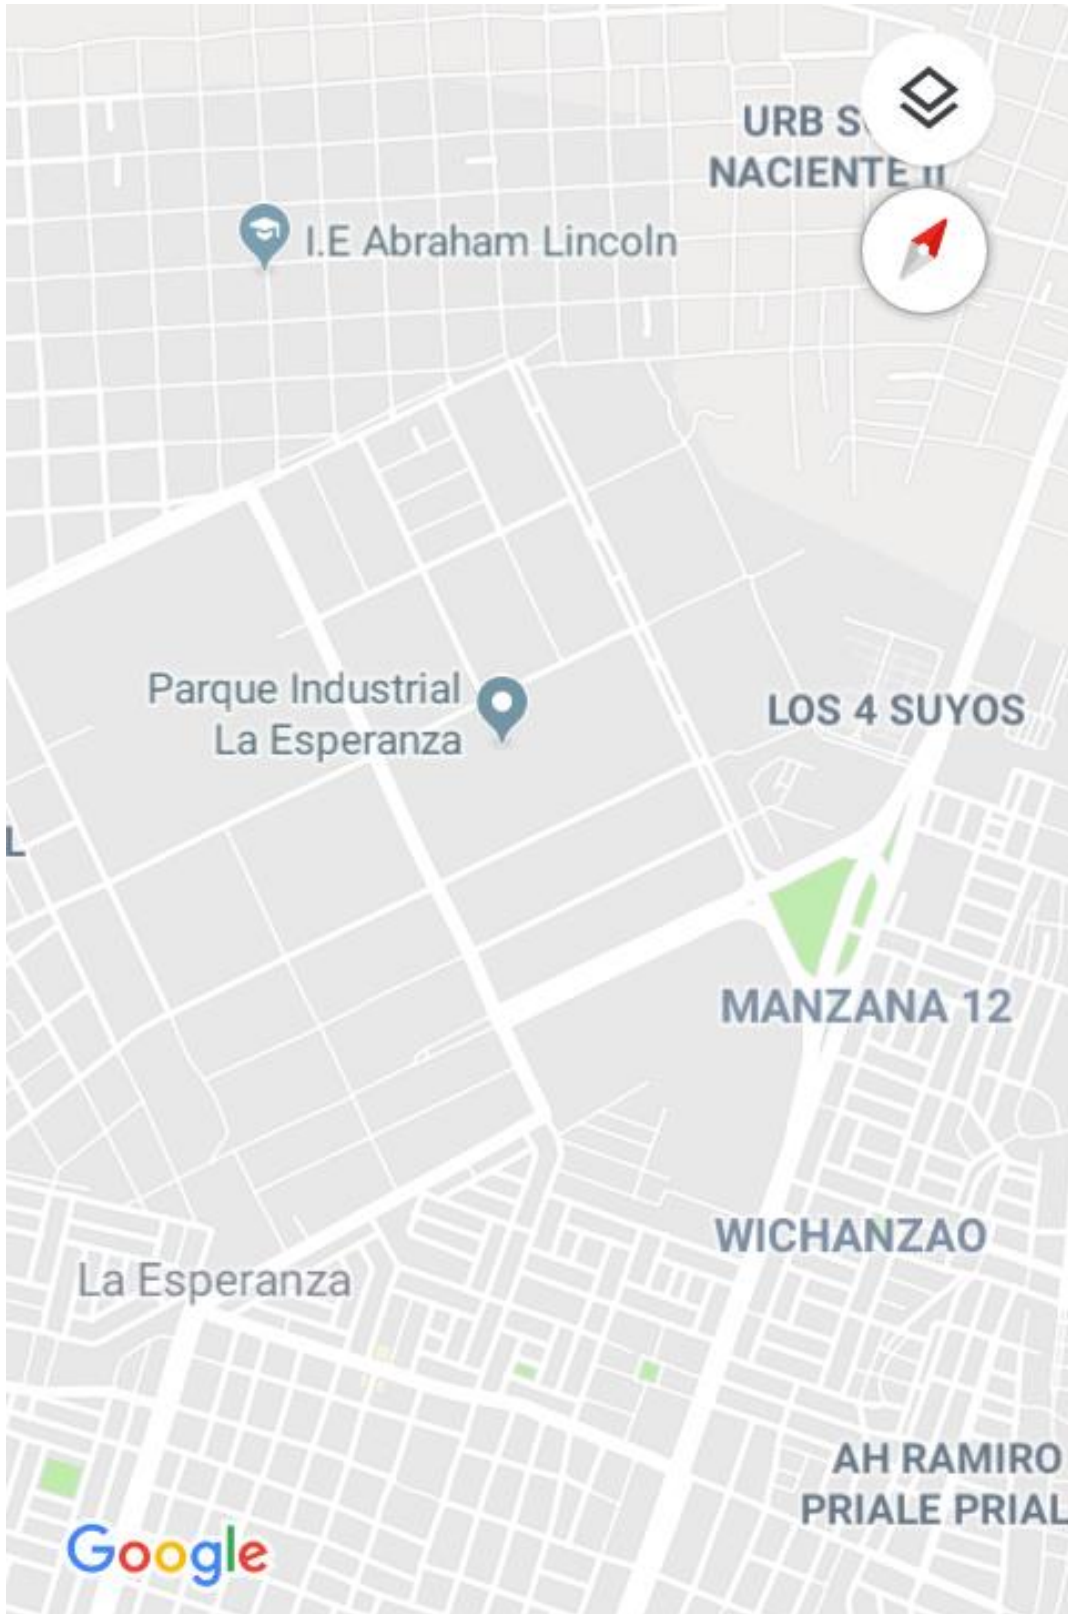 URB S
NACIENTE II
I.E Abraham Lincoln
Parque Industrial
La Esperanza
LOS 4 SUYOS
L
MANZANA 12
WICHANZAO
La Esperanza
AH RAMIRO
PRIALE PRIAL
Google